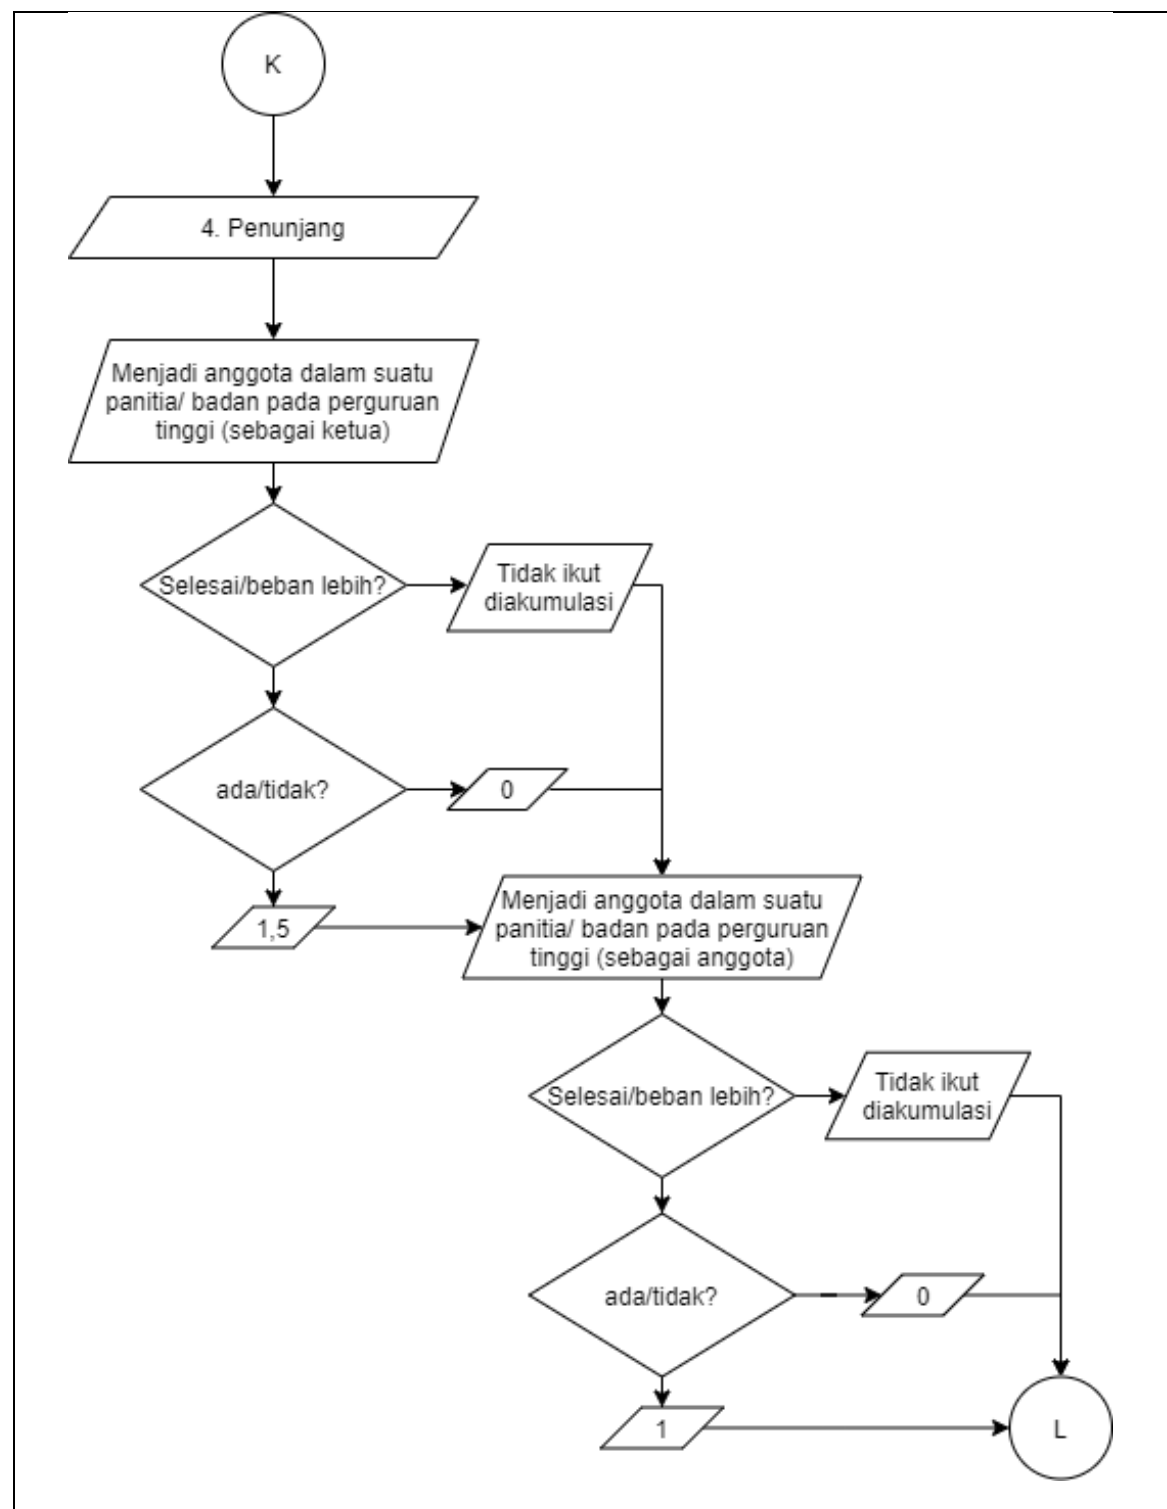 K
4. Penunjang
Menjadi anggota dalam suatu
panitia/ badan pada perguruan
tinggi (sebagai ketua)
Selesai/beban lebih?
Tidak ikut
diakumulasi
ada/tidak?
0
1,5
Menjadi anggota dalam suatu
panitia/ badan pada perguruan
tinggi (sebagai anggota)
Selesai/beban lebih?
Tidak ikut
diakumulasi
ada/tidak?
0
1
L